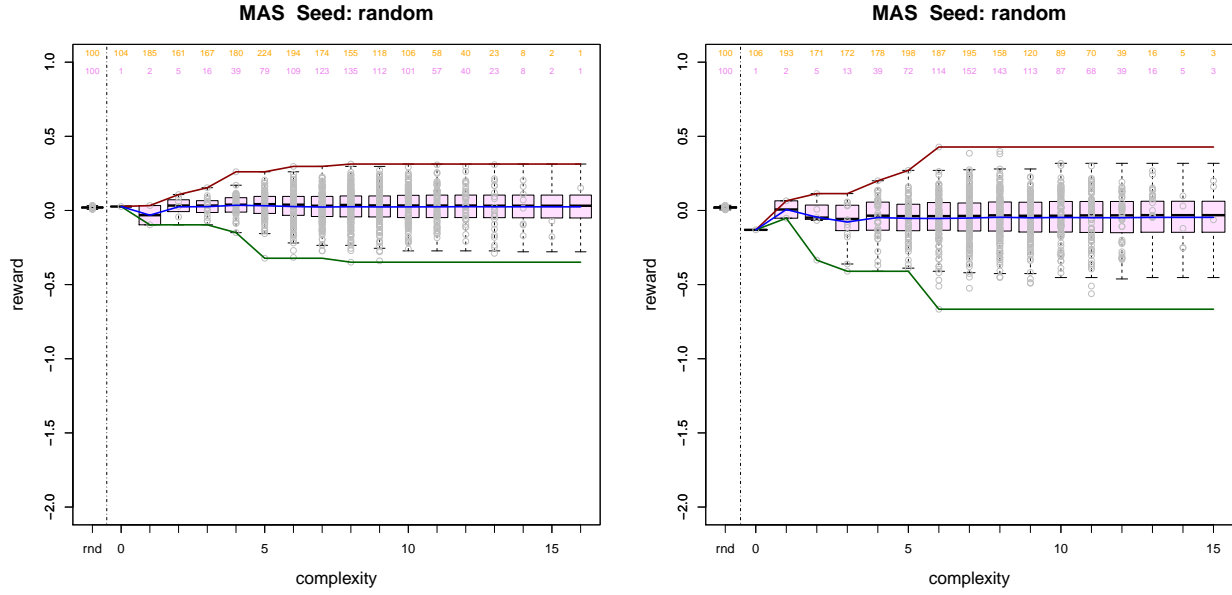 MAS Seed: random
100 104 185 161 167 180 224 194 174 155 118 106 58 40 23 8 2 1
100 1 2 5 16 39 79 109 123 135 112 101 57 40 23 8 2 1
1.0
0.5
0.0
−0.5
−1.0
−1.5
−2.0
reward
rnd 0 5 10 15
complexity
MAS Seed: random
100 106 193 171 172 178 198 187 195 158 120 89 70 39 16 5 3
100 1 2 5 13 39 72 114 152 143 113 87 68 39 16 5 3
1.0
0.5
0.0
−0.5
−1.0
−1.5
−2.0
reward
rnd 0 5 10 15
complexity